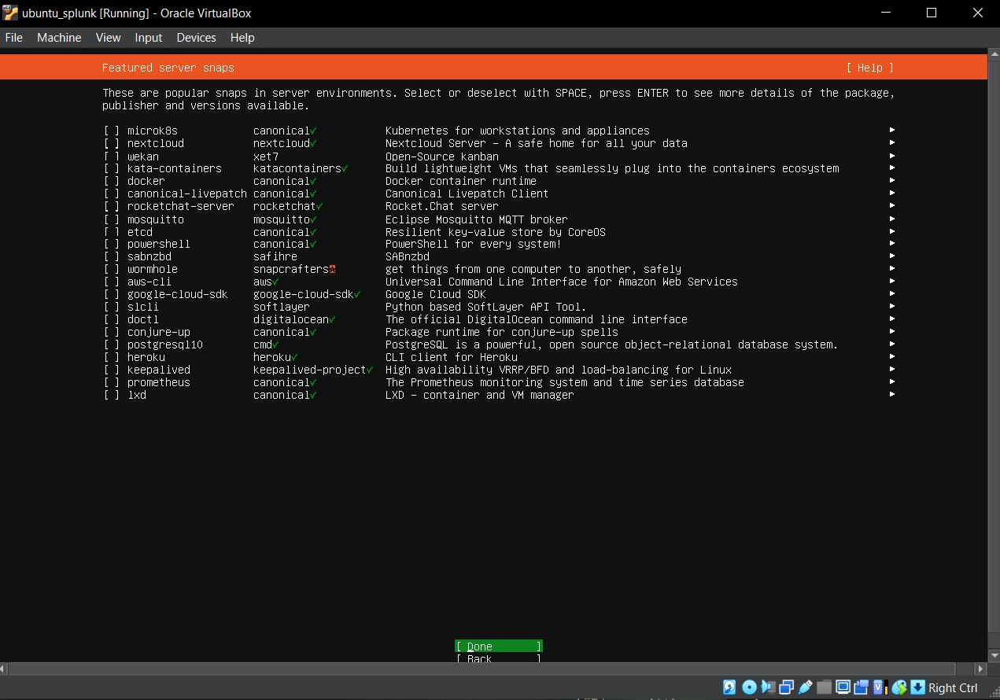 ubuntu_splunk [Running] - Oracle VirtualBox
File Machine View Input Devices Help
Featured server snaps [ Help ]
These are popular snaps in server environments. Select or deselect with SPACE, press ENTER to see more details of the package,
publisher and versions available.
[ ] microk8s canonical✓ Kubernetes for workstations and appliances ▸
[ ] nextcloud nextcloud✓ Nextcloud Server – A safe home for all your data ▸
[ ] wekan xet7 Open-Source kanban ▸
[ ] kata-containers katacontainers✓ Build lightweight VMs that seamlessly plug into the containers ecosystem ▸
[ ] docker canonical✓ Docker container runtime ▸
[ ] canonical-livepatch canonical✓ Canonical Livepatch Client ▸
[ ] rocketchat-server rocketchat✓ Rocket.Chat server ▸
[ ] mosquitto mosquitto✓ Eclipse Mosquitto MQTT broker ▸
[ ] etcd canonical✓ Resilient key-value store by CoreOS ▸
[ ] powershell canonical✓ PowerShell for every system! ▸
[ ] sabnzbd safihre SABnzbd ▸
[ ] wormhole snapcrafters get things from one computer to another, safely ▸
[ ] aws-cli aws✓ Universal Command Line Interface for Amazon Web Services ▸
[ ] google-cloud-sdk google-cloud-sdk✓ Google Cloud SDK ▸
[ ] slcli softlayer Python based SoftLayer API Tool. ▸
[ ] doctl digitalocean✓ The official DigitalOcean command line interface ▸
[ ] conjure-up canonical✓ Package runtime for conjure-up spells ▸
[ ] postgresql10 cmd✓ PostgreSQL is a powerful, open source object-relational database system. ▸
[ ] heroku heroku✓ CLI client for Heroku ▸
[ ] keepalived keepalived-project✓ High availability VRRP/BFD and load-balancing for Linux ▸
[ ] prometheus canonical✓ The Prometheus monitoring system and time series database ▸
[ ] lxd canonical✓ LXD – container and VM manager ▸
[ Done ]
[ Back ]
Right Ctrl